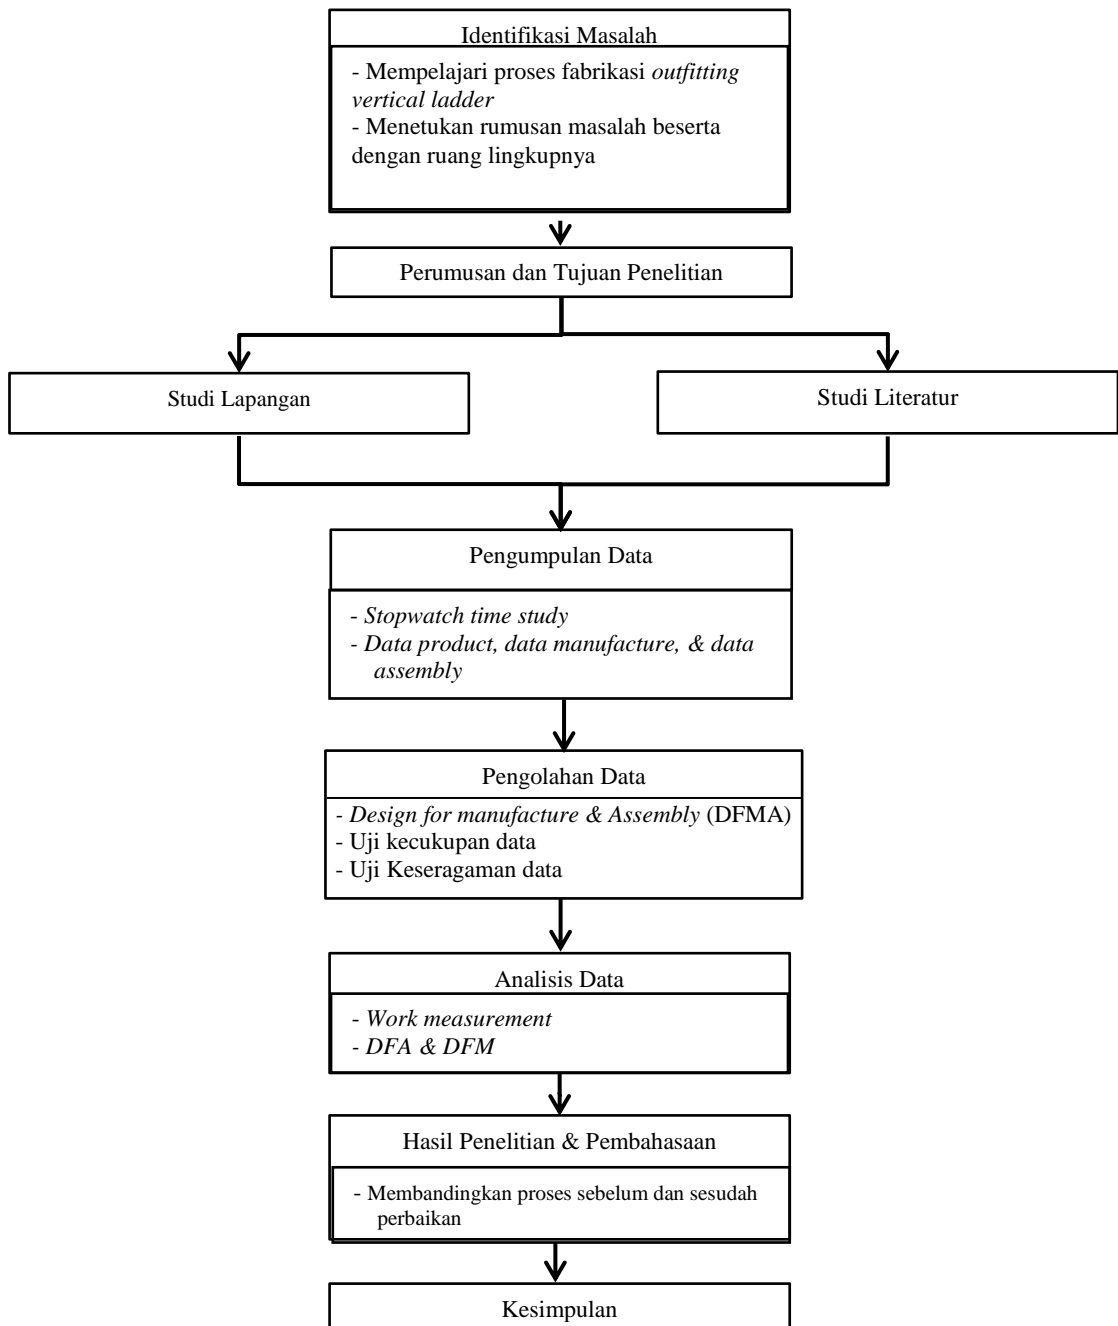 Identifikasi Masalah
- Mempelajari proses fabrikasi outfitting
vertical ladder
- Menetukan rumusan masalah beserta
dengan ruang lingkupnya
Perumusan dan Tujuan Penelitian
Studi Lapangan
Studi Literatur
Pengumpulan Data
- Stopwatch time study
- Data product, data manufacture, & data
assembly
Pengolahan Data
- Design for manufacture & Assembly (DFMA)
- Uji kecukupan data
- Uji Keseragaman data
Analisis Data
- Work measurement
- DFA & DFM
Hasil Penelitian & Pembahasaan
- Membandingkan proses sebelum dan sesudah
perbaikan
Kesimpulan